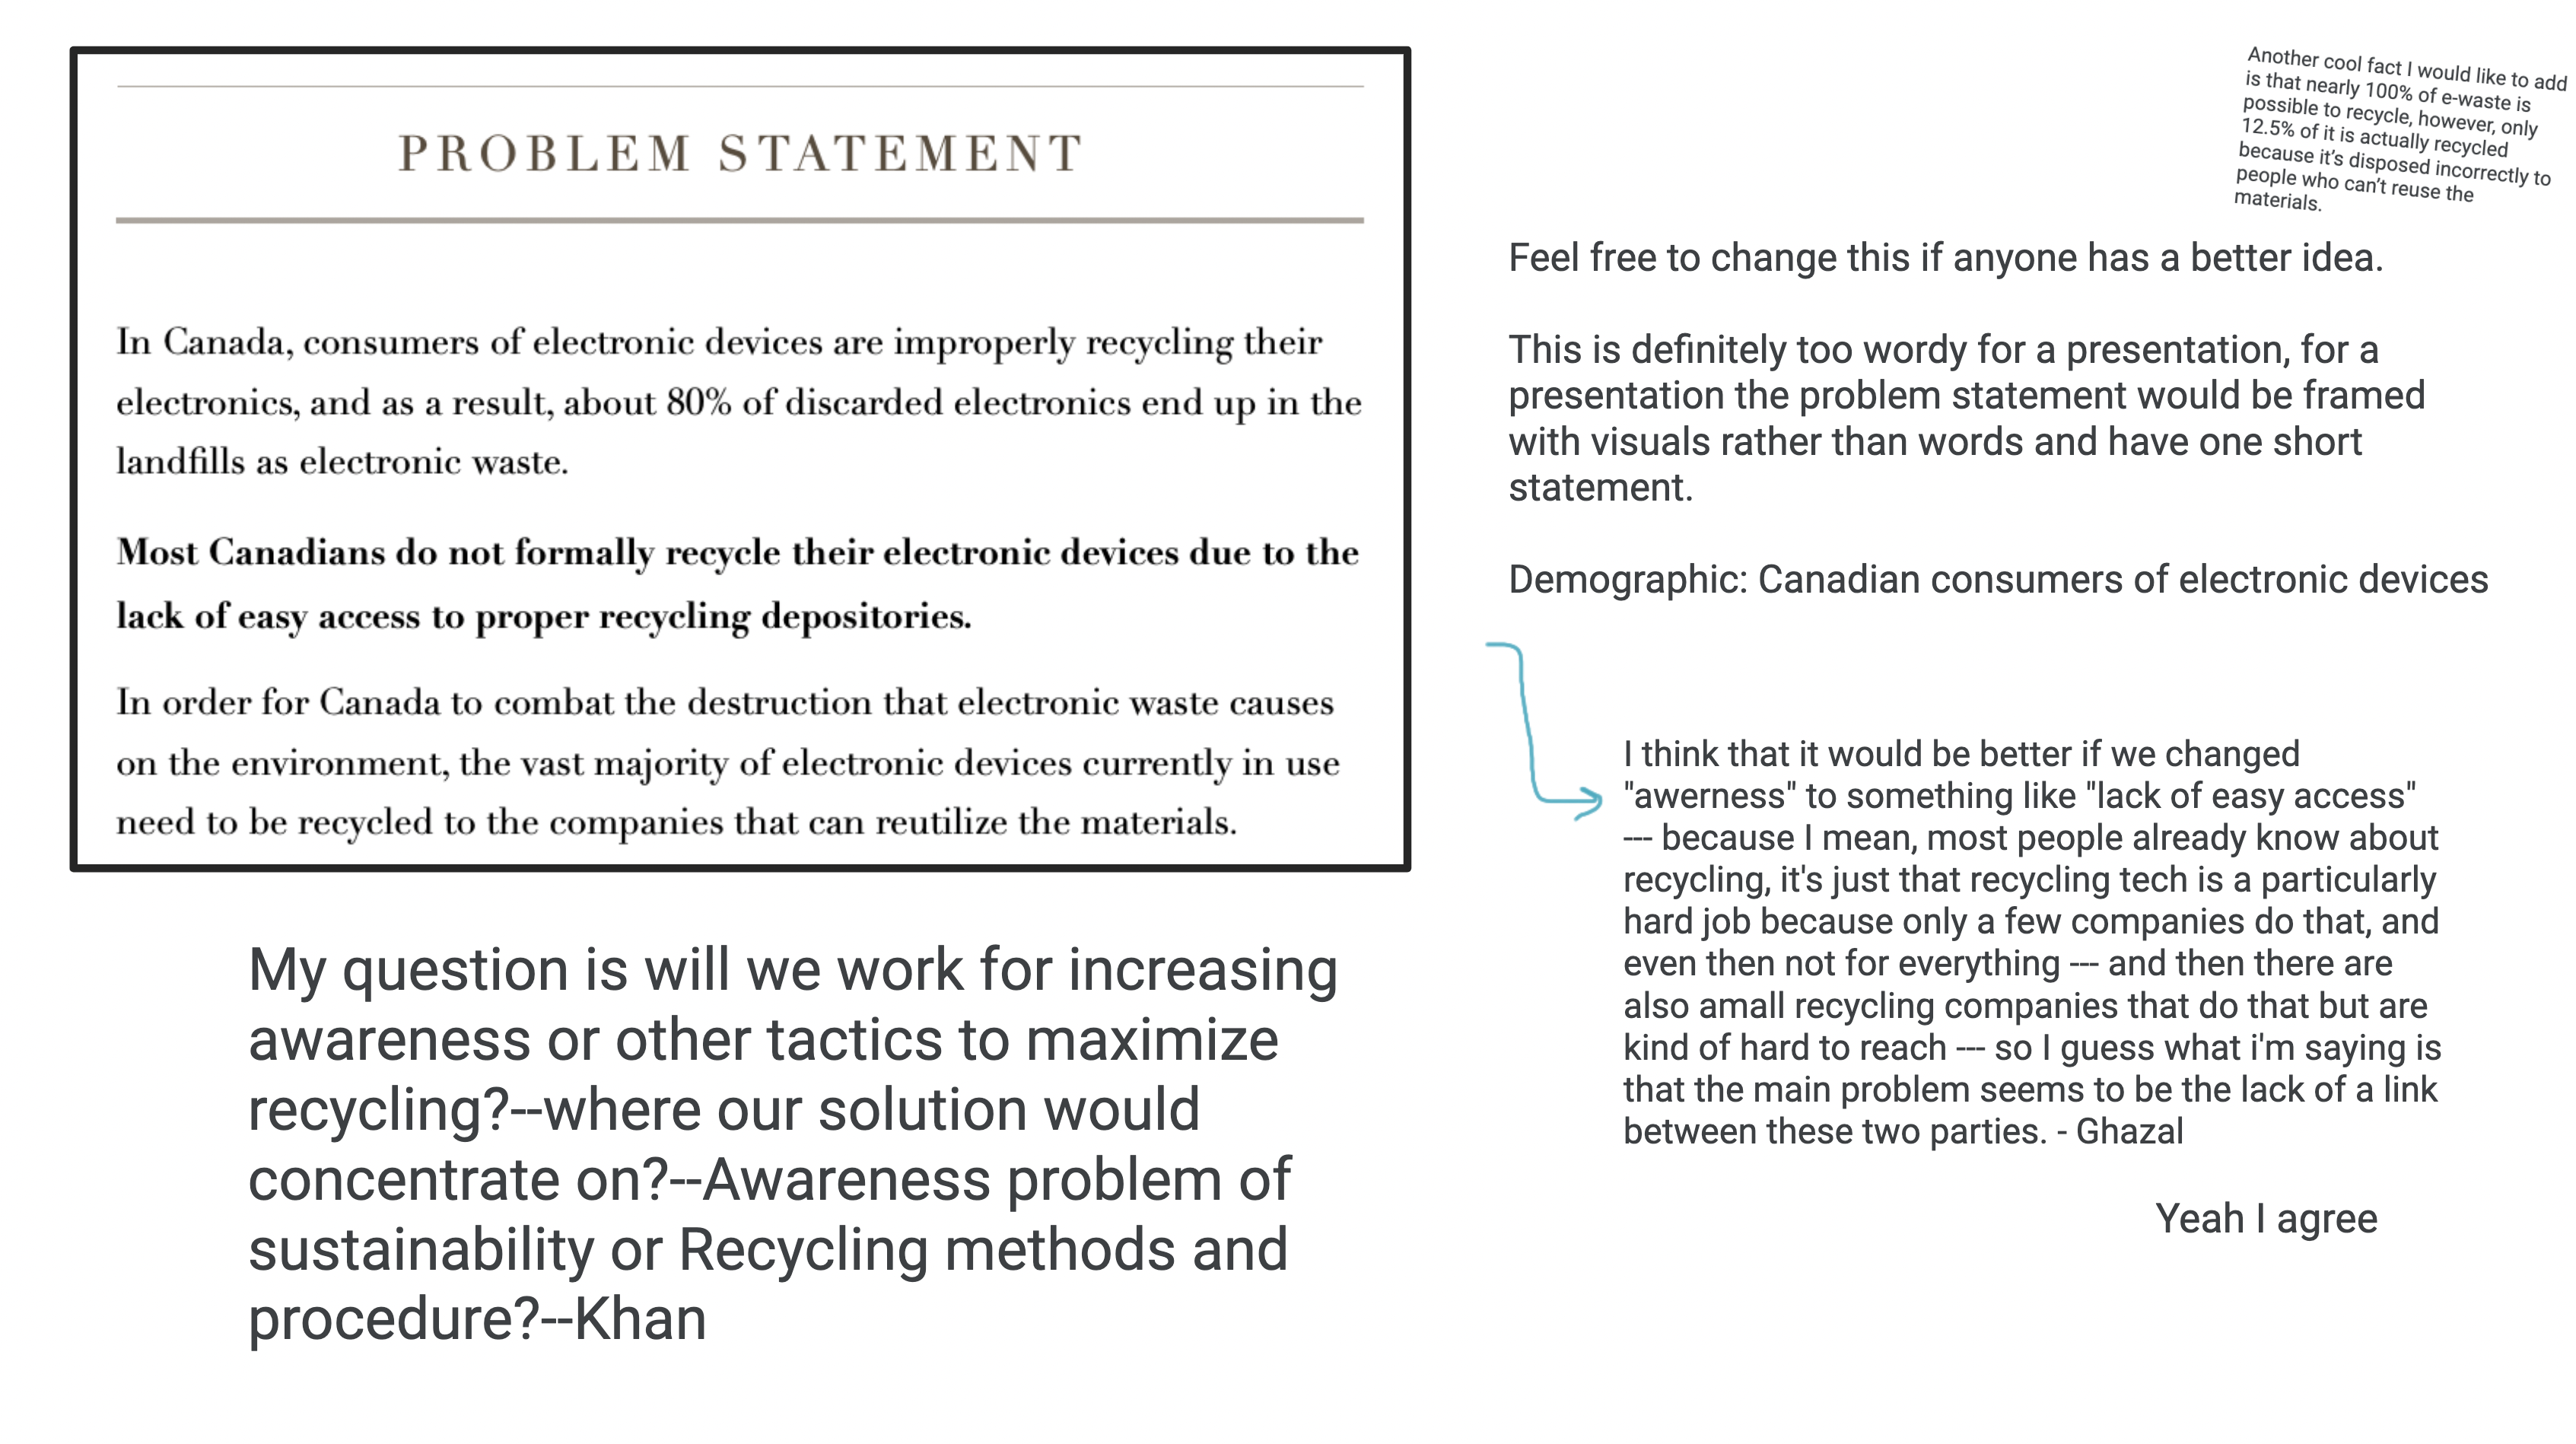 PROBLEM STATEMENT
In Canada, consumers of electronic devices are improperly recycling their
electronics, and as a result, about 80% of discarded electronics end up in the
landfills as electronic waste.
Most Canadians do not formally recycle their electronic devices due to the
lack of easy access to proper recycling depositories.
In order for Canada to combat the destruction that electronic waste causes
on the environment, the vast majority of electronic devices currently in use
need to be recycled to the companies that can reutilize the materials.
My question is will we work for increasing
awareness or other tactics to maximize
recycling?--where our solution would
concentrate on?--Awareness problem of
sustainability or Recycling methods and
procedure?--Khan
Another cool fact I would like to add
is that nearly 100% of e-waste is
possible to recycle, however, only
12.5% of it is actually recycled
because it's disposed incorrectly to
people who can't reuse the
materials.
Feel free to change this if anyone has a better idea.
This is definitely too wordy for a presentation, for a
presentation the problem statement would be framed
with visuals rather than words and have one short
statement.
Demographic: Canadian consumers of electronic devices
I think that it would be better if we changed
"awerness" to something like "lack of easy access"
--- because I mean, most people already know about
recycling, it's just that recycling tech is a particularly
hard job because only a few companies do that, and
even then not for everything --- and then there are
also amall recycling companies that do that but are
kind of hard to reach --- so I guess what i'm saying is
that the main problem seems to be the lack of a link
between these two parties. - Ghazal
Yeah I agree